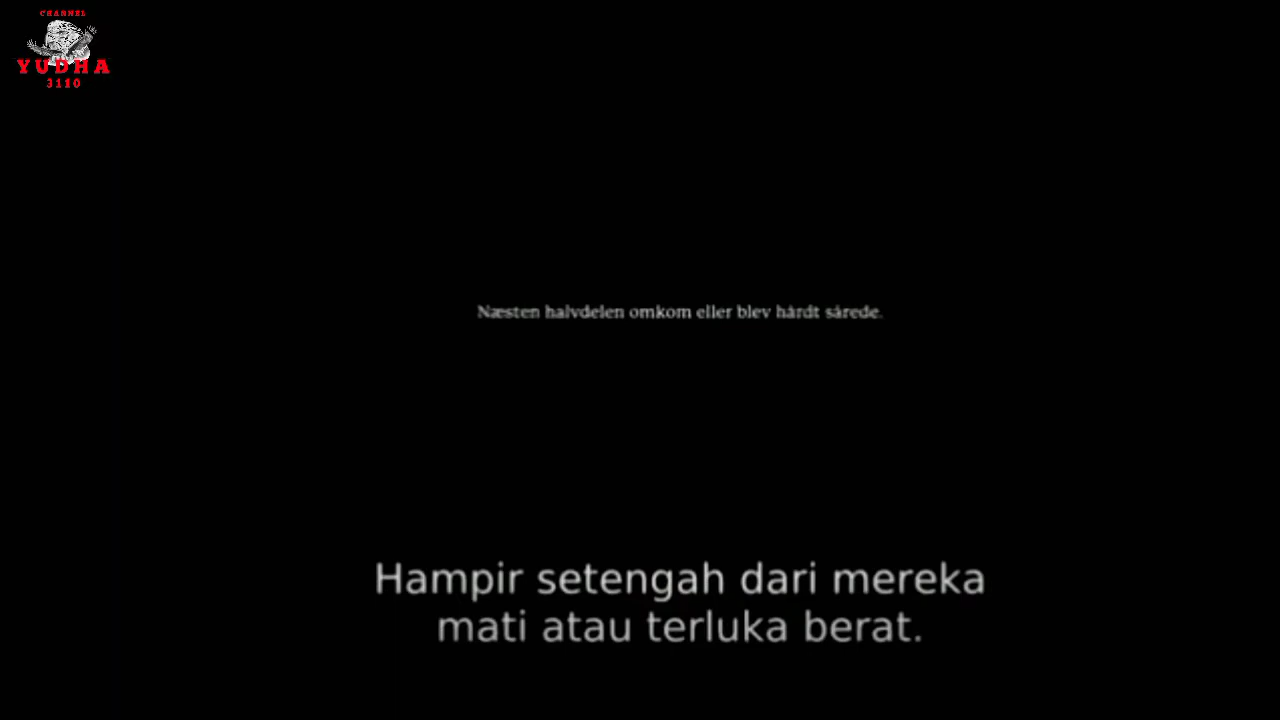 CHANNEL
YUDHA
3110
Næsten halvdelen omkom eller blev hårdt sårede.
Hampir setengah dari mereka
mati atau terluka berat.